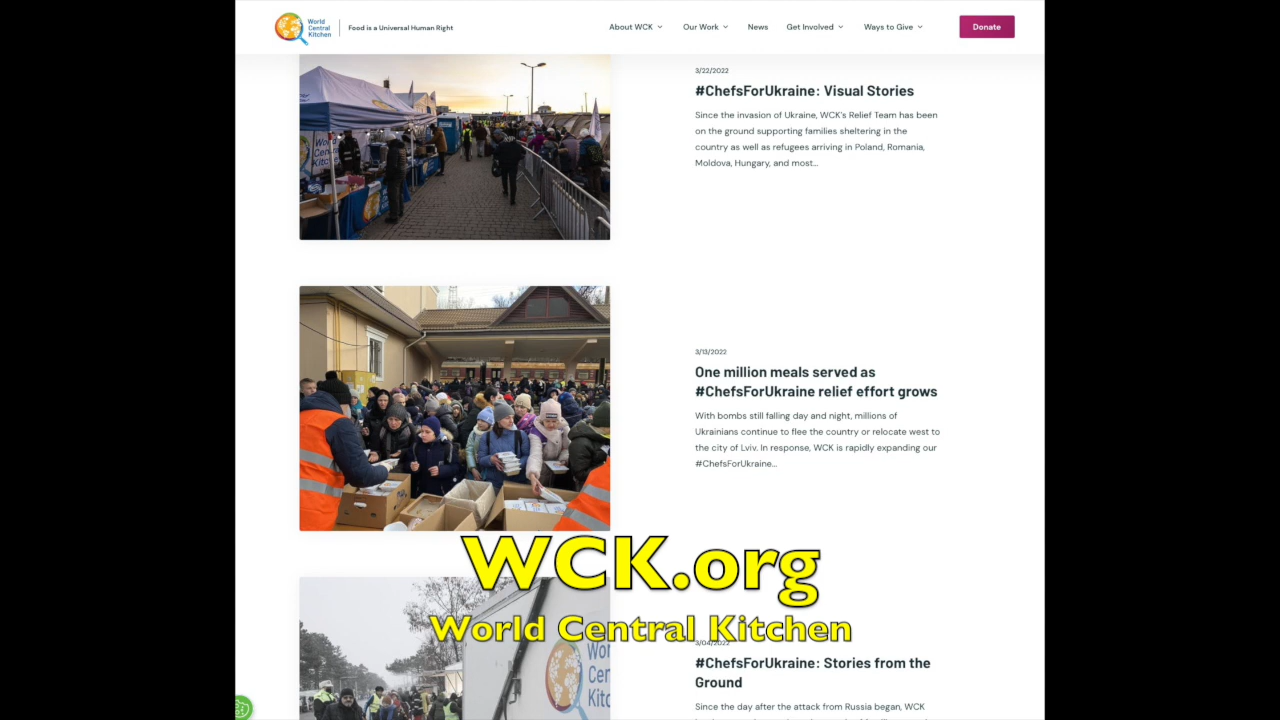 World
Central
Kitchen
Food is a Universal Human Right
About WCK
Our Work
News
Get Involved
Ways to Give
Donate
3/22/2022
#ChefsForUkraine: Visual Stories
Since the invasion of Ukraine, WCK's Relief Team has been
on the ground supporting families sheltering in the
country as well as refugees arriving in Poland, Romania,
Moldova, Hungary, and most...
3/13/2022
One million meals served as
#ChefsForUkraine relief effort grows
With bombs still falling day and night, millions of
Ukrainians continue to flee the country or relocate west to
the city of Lviv. In response, WCK is rapidly expanding our
#ChefsForUkraine...
WCK.org
World Central Kitchen
3/04/2022
#ChefsForUkraine: Stories from the
Ground
Since the day after the attack from Russia began, WCK